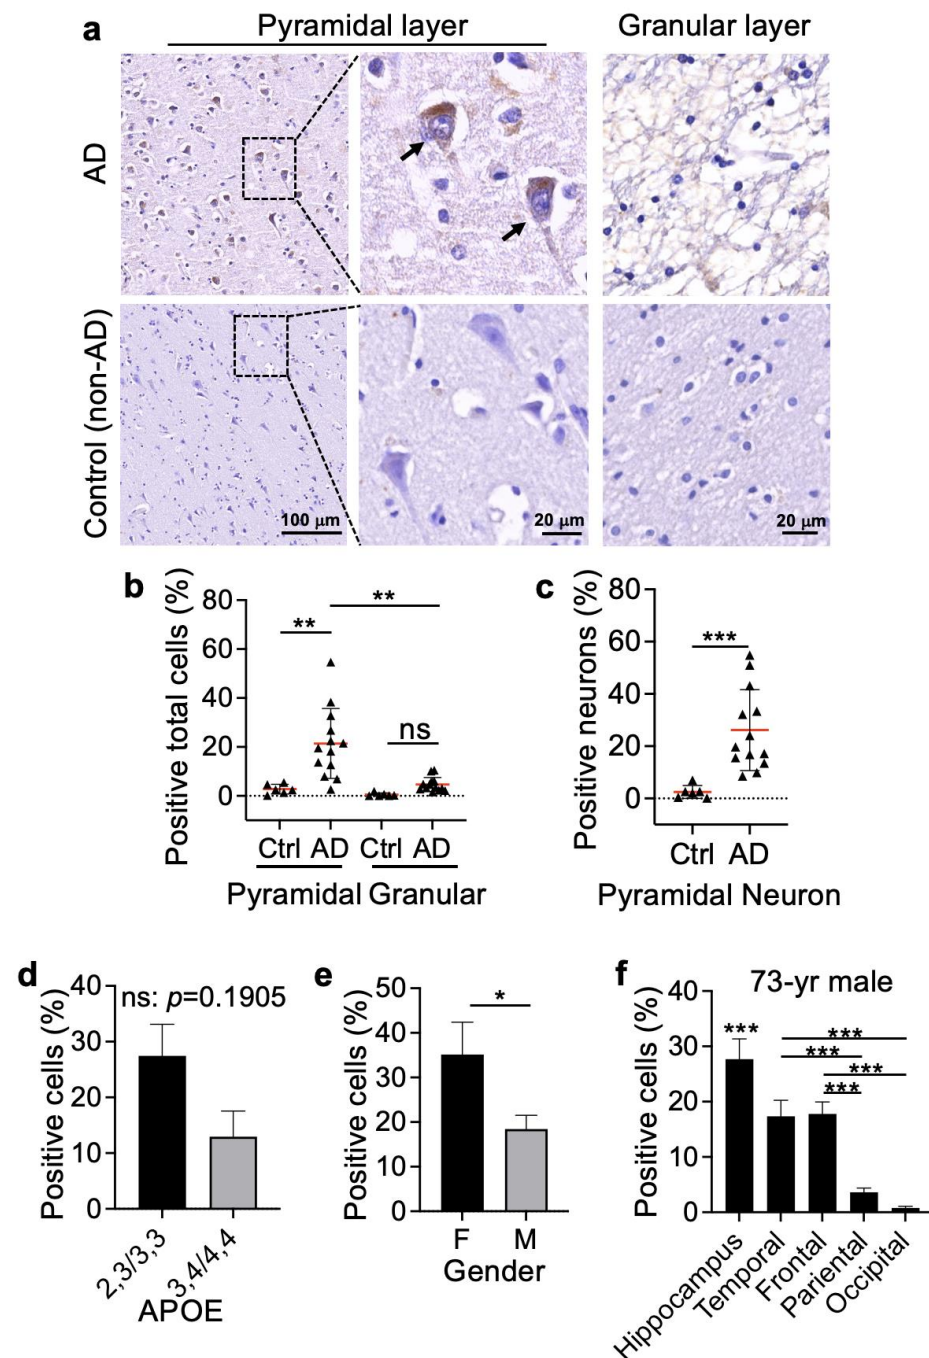 a
Pyramidal layer
Granular layer
AD
Control (non-AD)
100 μm
20 μm
20 μm
b
Positive total cells (%)
80
60
40
20
0
**
**
ns
Ctrl AD Ctrl AD
Pyramidal Granular
c
Positive neurons (%)
80
60
40
20
0
***
Ctrl AD
Pyramidal Neuron
d
Positive cells (%)
40
30
20
10
0
ns: p=0.1905
2,3/3,3
3,4/4,4
APOE
e
Positive cells (%)
50
40
30
20
10
0
*
F M
Gender
f
73-yr male
Positive cells (%)
40
30
20
10
0
***
***
***
***
***
Hippocampus
Temporal
Frontal
Pariental
Occipital